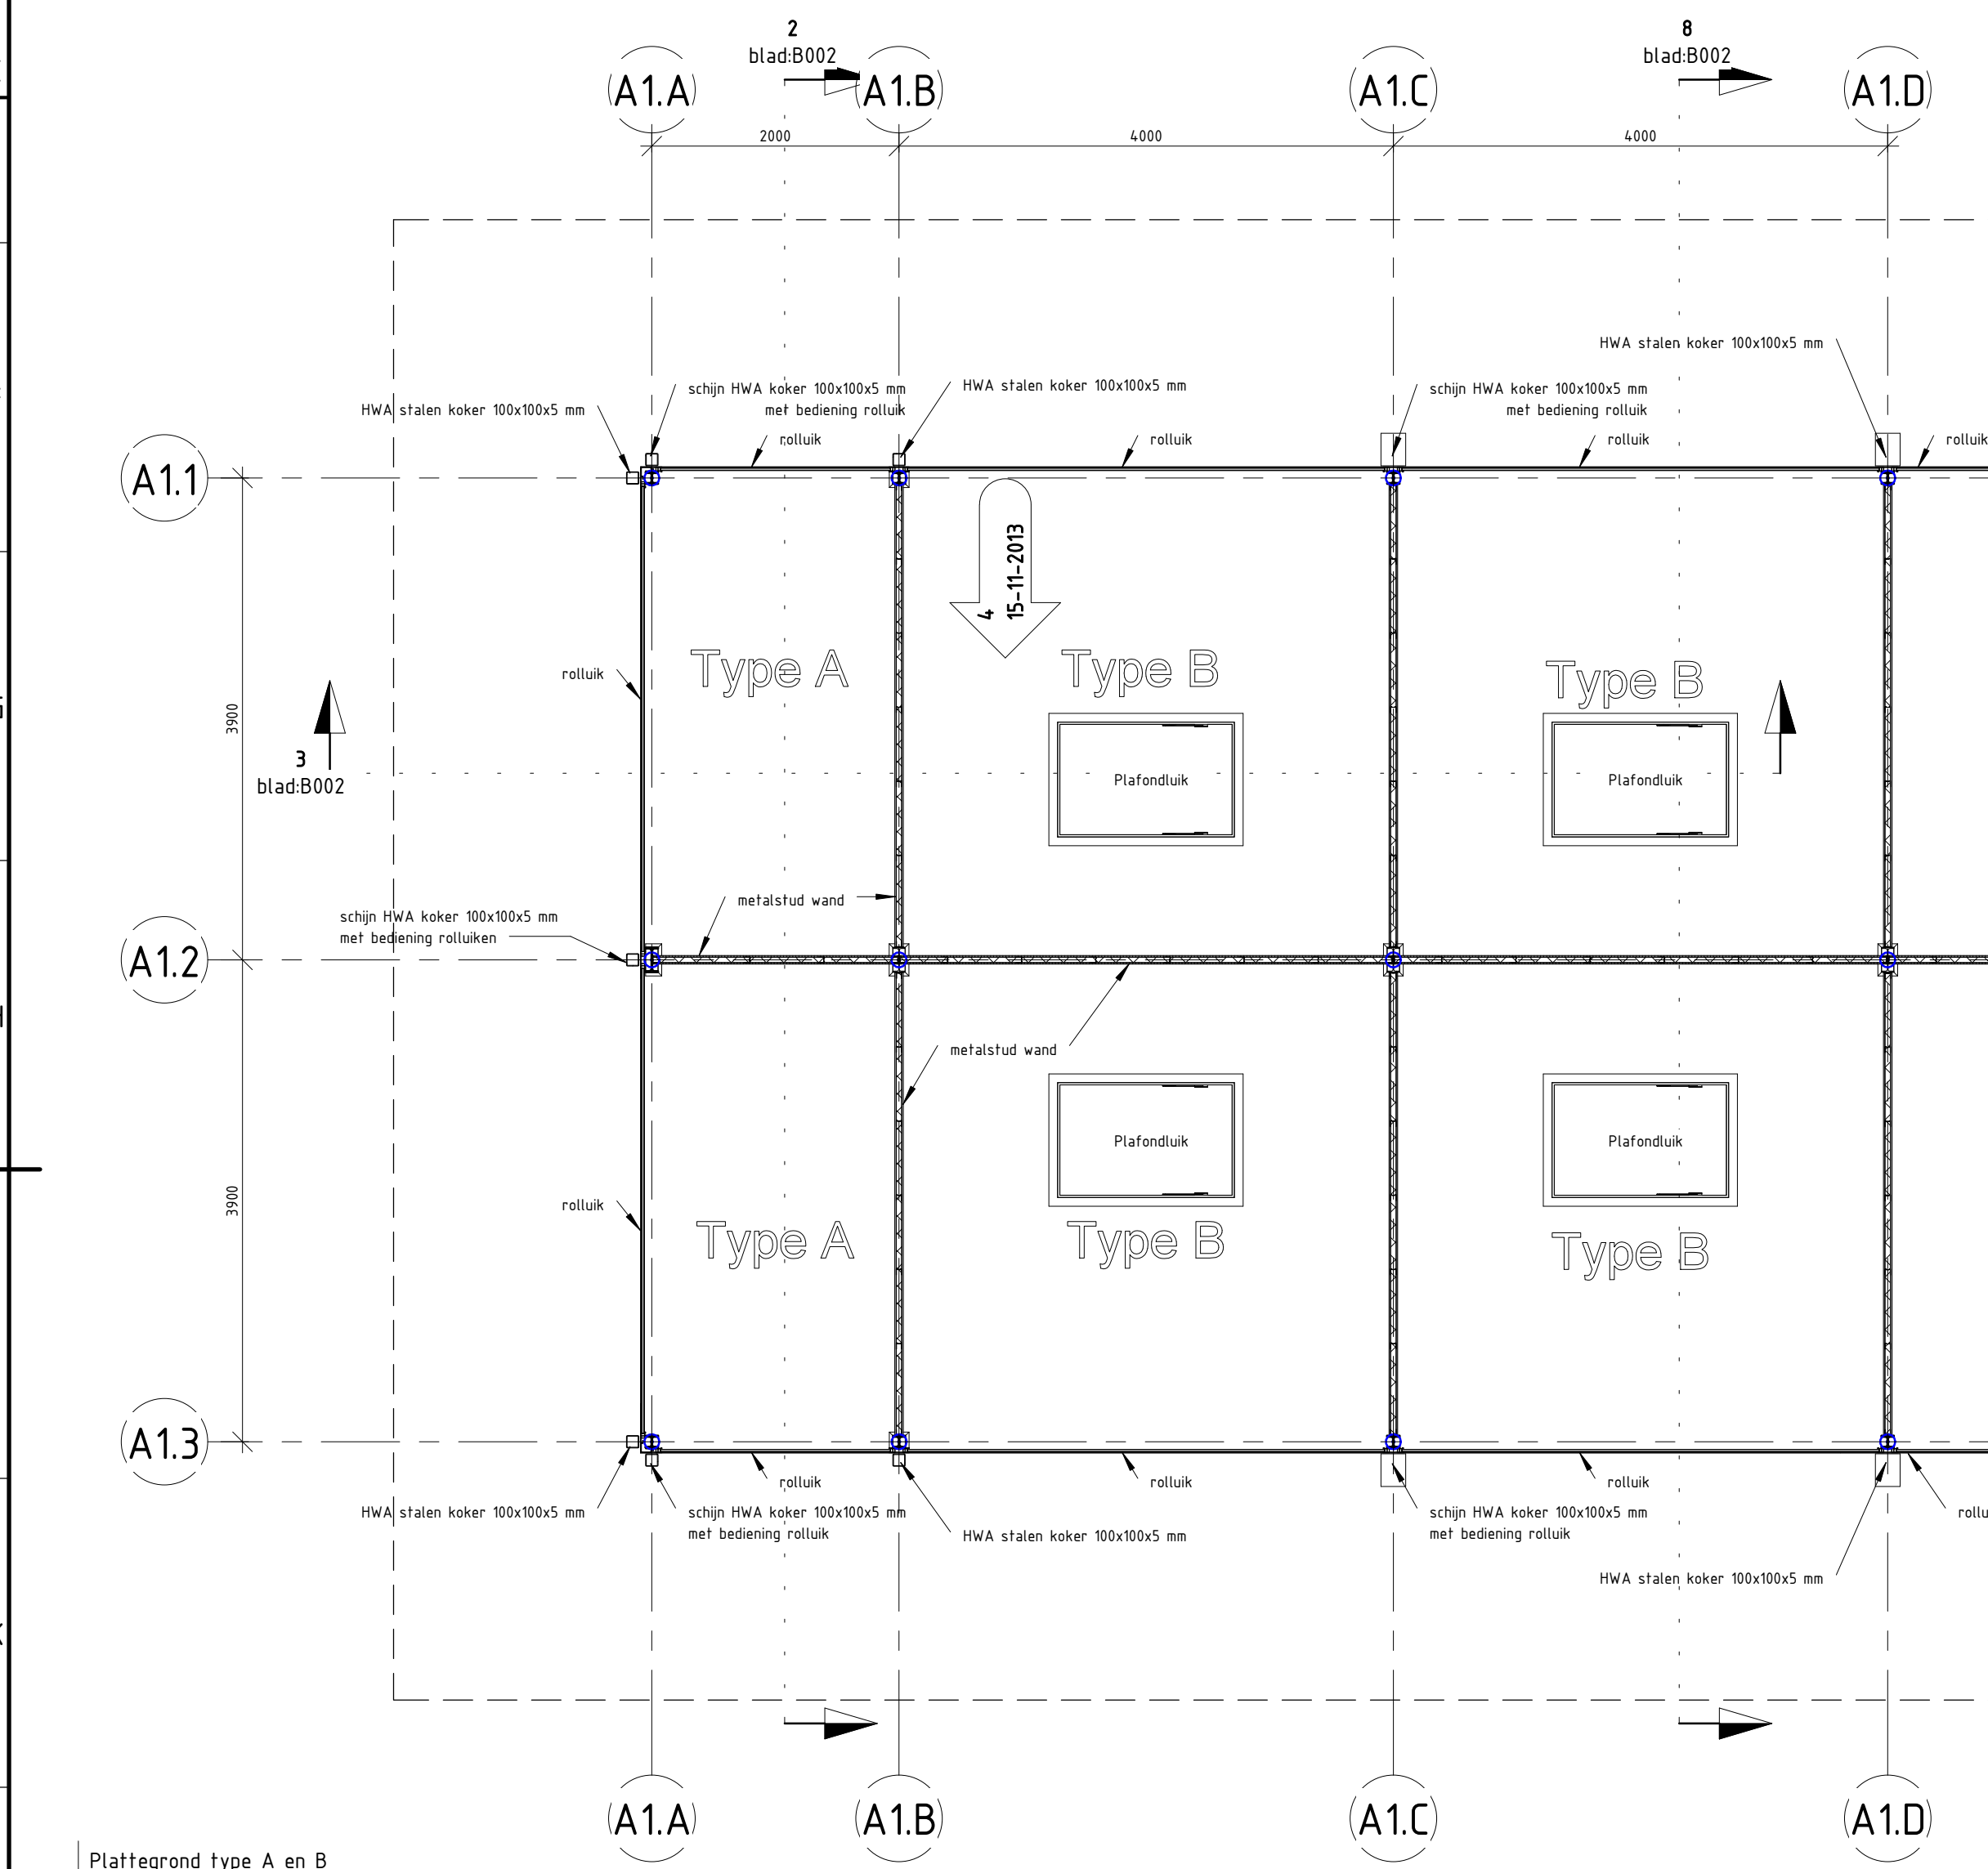 2
blad:B002
8
blad:B002
A1.A
A1.B
A1.C
A1.D
2000
4000
4000
HWA stalen koker 100x100x5 mm
schijn HWA koker 100x100x5 mm
met bediening rolluik
HWA stalen koker 100x100x5 mm
schijn HWA koker 100x100x5 mm
met bediening rolluik
HWA stalen koker 100x100x5 mm
rolluik
rolluik
rolluik
rolluik
A1.1
4
15-11-2013
Type A
Type B
Type B
rolluik
3900
3
blad:B002
Plafondluik
Plafondluik
metalstud wand
schijn HWA koker 100x100x5 mm
met bediening rolluiken
A1.2
metalstud wand
Plafondluik
Plafondluik
3900
rolluik
Type A
Type B
Type B
A1.3
rolluik
rolluik
rolluik
HWA stalen koker 100x100x5 mm
schijn HWA koker 100x100x5 mm
met bediening rolluik
HWA stalen koker 100x100x5 mm
schijn HWA koker 100x100x5 mm
met bediening rolluik
rollu
HWA stalen koker 100x100x5 mm
A1.A
A1.B
A1.C
A1.D
Plattegrond type A en B